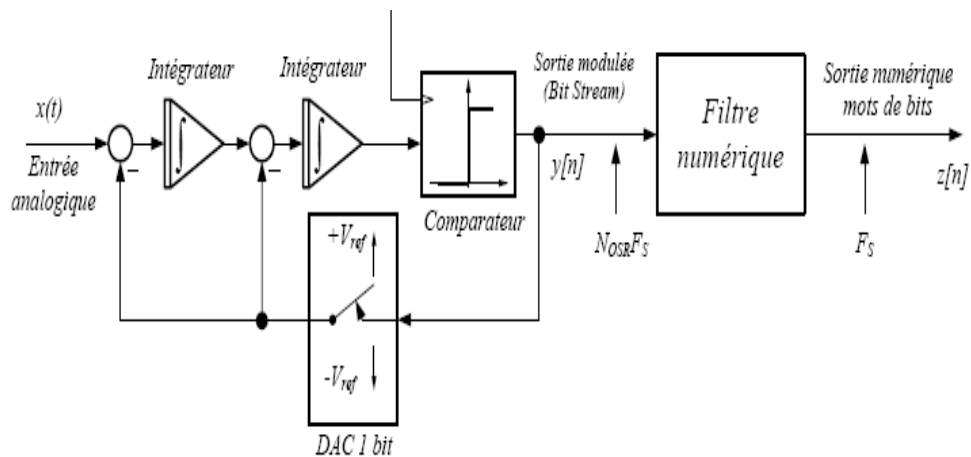 Intégrateur
Intégrateur
x(t)
Entrée
analogique
−
−
∫
∫
Comparateur
Sortie modulée
(Bit Stream)
y[n]
N_OSR F_S
Filtre
numérique
Sortie numérique
mots de bits
z[n]
F_S
+V_ref
-V_ref
DAC 1 bit